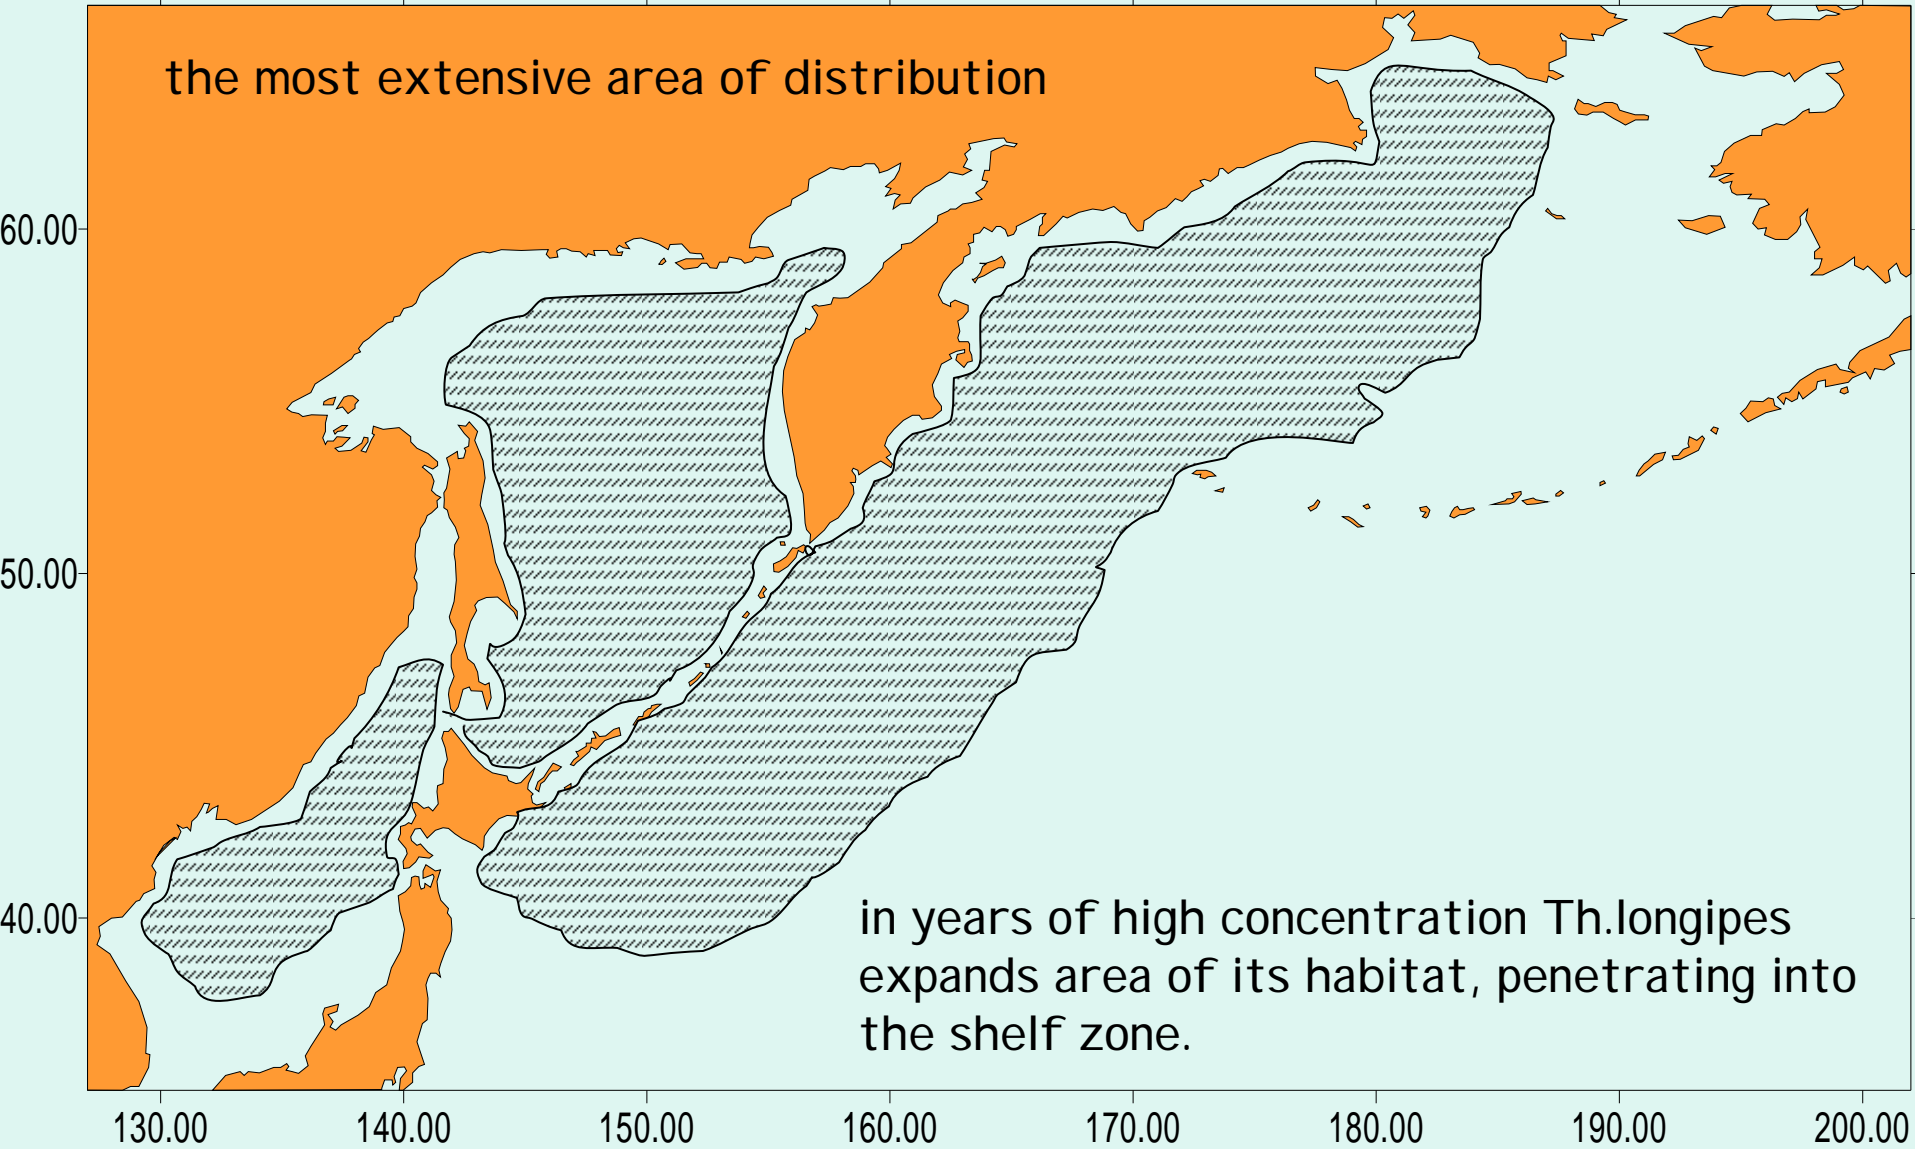 the most extensive area of distribution
60.00
50.00
40.00
in years of high concentration Th.longipes
expands area of its habitat, penetrating into
the shelf zone.
130.00 140.00 150.00 160.00 170.00 180.00 190.00 200.00